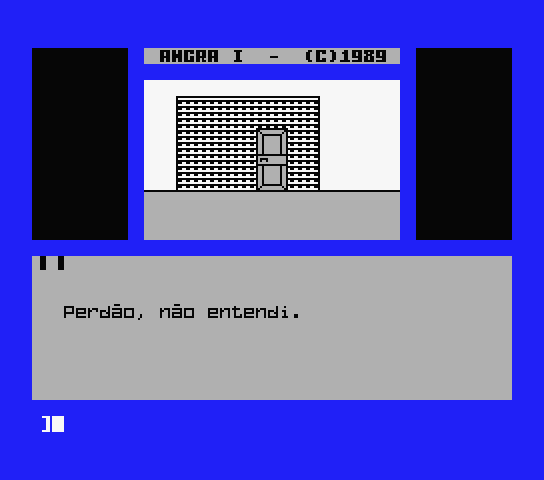 ANGRA I - (C)1989
Perdão, não entendi.
]